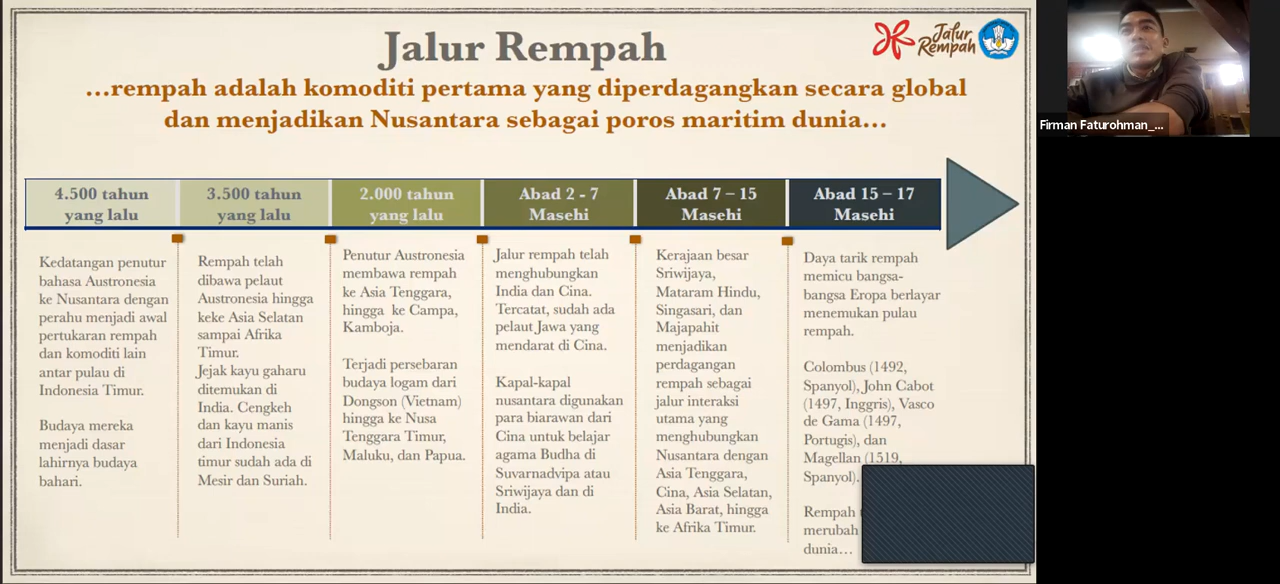 Jalur Rempah
Jalur
Rempah
...rempah adalah komoditi pertama yang diperdagangkan secara global
dan menjadikan Nusantara sebagai poros maritim dunia...
Firman Faturohman_...
4.500 tahun
yang lalu
3.500 tahun
yang lalu
2.000 tahun
yang lalu
Abad 2 - 7
Masehi
Abad 7 – 15
Masehi
Abad 15 – 17
Masehi
Kedatangan penutur
bahasa Austronesia
ke Nusantara dengan
perahu menjadi awal
pertukaran rempah
dan komoditi lain
antar pulau di
Indonesia Timur.
Budaya mereka
menjadi dasar
lahirnya budaya
bahari.
Rempah telah
dibawa pelaut
Austronesia hingga
keke Asia Selatan
sampai Afrika
Timur.
Jejak kayu gaharu
ditemukan di
India. Cengkeh
dan kayu manis
dari Indonesia
timur sudah ada di
Mesir dan Suriah.
Penutur Austronesia
membawa rempah
ke Asia Tenggara,
hingga ke Campa,
Kamboja.
Terjadi persebaran
budaya logam dari
Dongson (Vietnam)
hingga ke Nusa
Tenggara Timur,
Maluku, dan Papua.
Jalur rempah telah
menghubungkan
India dan Cina.
Tercatat, sudah ada
pelaut Jawa yang
mendarat di Cina.
Kapal-kapal
nusantara digunakan
para biarawan dari
Cina untuk belajar
agama Budha di
Suvarnadvipa atau
Sriwijaya dan di
India.
Kerajaan besar
Sriwijaya,
Mataram Hindu,
Singasari, dan
Majapahit
menjadikan
perdagangan
rempah sebagai
jalur interaksi
utama yang
menghubungkan
Nusantara dengan
Asia Tenggara,
Cina, Asia Selatan,
Asia Barat, hingga
ke Afrika Timur.
Daya tarik rempah
memicu bangsa-
bangsa Eropa berlayar
menemukan pulau
rempah.
Colombus (1492,
Spanyol), John Cabot
(1497, Inggris), Vasco
de Gama (1497,
Portugis), dan
Magellan (1519,
Spanyol).
Rempah
merubah
dunia...